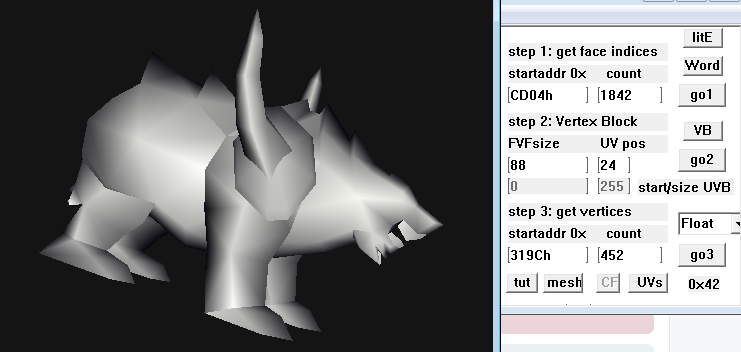 litE
step 1: get face indices
Word
startaddr 0x count
CD04h 1842 go1
step 2: Vertex Block
VB
FVFsize UV pos
88 24 go2
0 255 start/size UVB
step 3: get vertices
Float
startaddr 0x count
319Ch 452 go3
tut mesh CF UVs 0x42